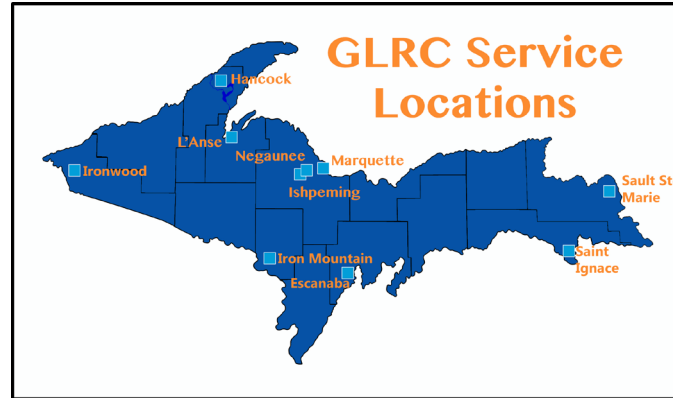 GLRC Service
Locations
Hancock
L'Anse
Negaunee
Marquette
Ironwood
Ishpeming
Sault St
Marie
Iron Mountain
Saint
Ignace
Escanaba